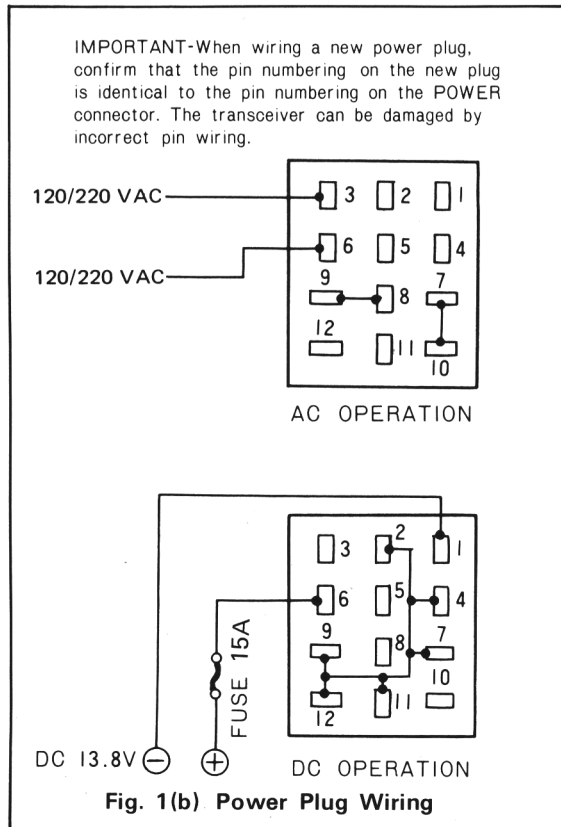 IMPORTANT-When wiring a new power plug,
confirm that the pin numbering on the new plug
is identical to the pin numbering on the POWER
connector. The transceiver can be damaged by
incorrect pin wiring.
120/220 VAC
3 2 1
6 5 4
120/220 VAC
9 8 7
12 11 10
AC OPERATION
3 2 1
6 5 4
9 8 7
12 11 10
FUSE 15A
DC 13.8V - +
DC OPERATION
Fig. 1(b) Power Plug Wiring